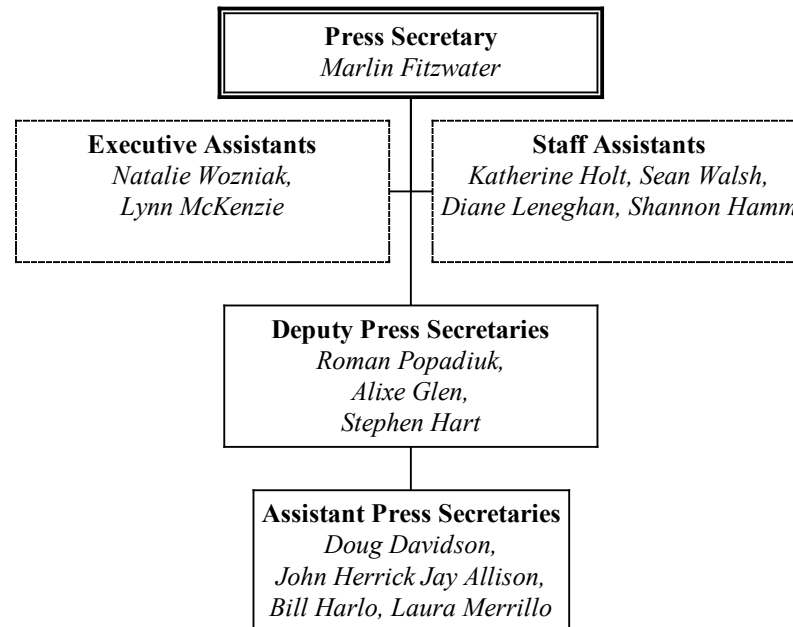 Press Secretary
Marlin Fitzwater
Executive Assistants
Natalie Wozniak,
Lynn McKenzie
Staff Assistants
Katherine Holt, Sean Walsh,
Diane Leneghan, Shannon Hamm
Deputy Press Secretaries
Roman Popadiuk,
Alixe Glen,
Stephen Hart
Assistant Press Secretaries
Doug Davidson,
John Herrick Jay Allison,
Bill Harlo, Laura Merrillo